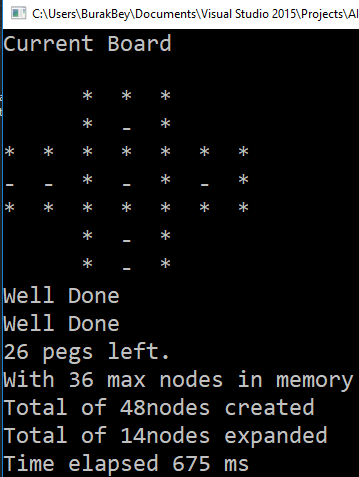 C:\Users\BurakBey\Documents\Visual Studio 2015\Projects\AI
Current Board
* * *
* - *
* * * * * * *
- - * - * - *
* * * * * * *
* - *
* - *
Well Done
Well Done
26 pegs left.
With 36 max nodes in memory
Total of 48nodes created
Total of 14nodes expanded
Time elapsed 675 ms